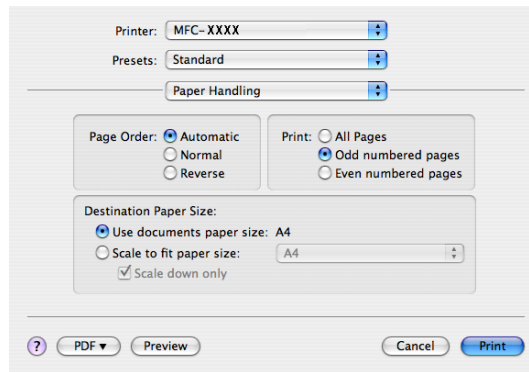 Printer: MFC-XXXX
Presets: Standard
Paper Handling
Page Order: Automatic
Normal
Reverse
Print: All Pages
Odd numbered pages
Even numbered pages
Destination Paper Size:
Use documents paper size: A4
Scale to fit paper size: A4
Scale down only
? PDF▼ Preview Cancel Print